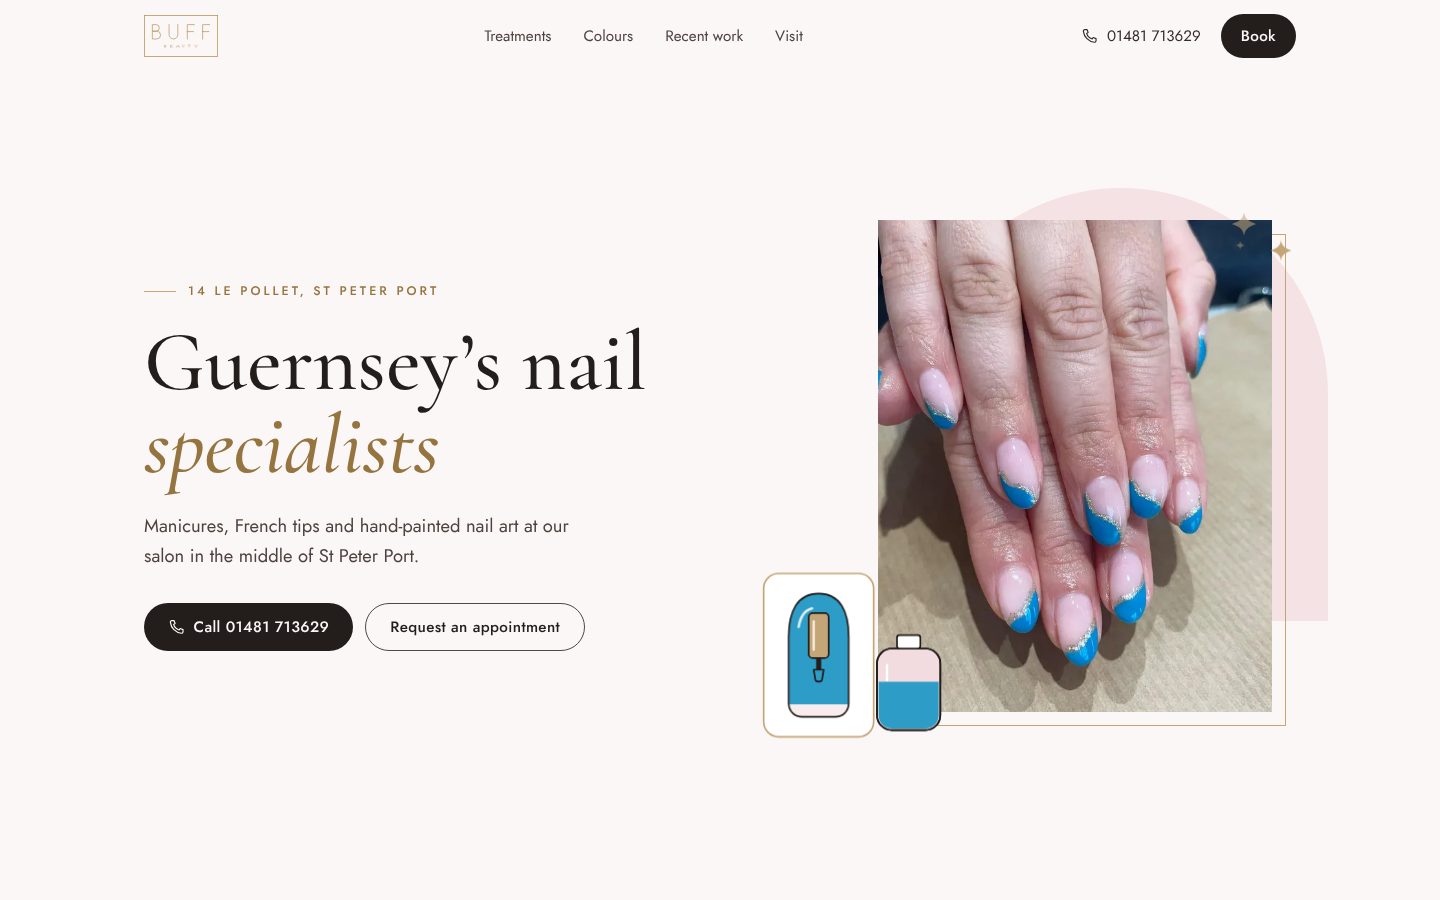 BUFF
BEAUTY
Treatments
Colours
Recent work
Visit
01481 713629
Book
14 LE POLLET, ST PETER PORT
Guernsey’s nail
specialists
Manicures, French tips and hand-painted nail art at our
salon in the middle of St Peter Port.
Call 01481 713629
Request an appointment